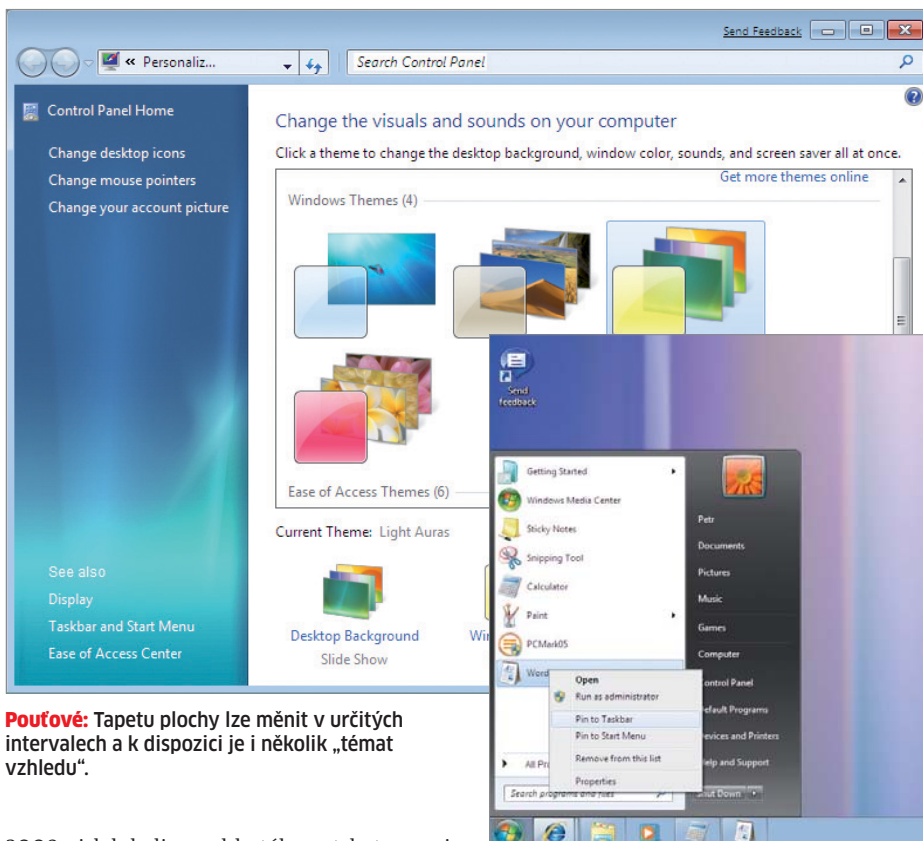 Send Feedback
« Personaliz...
Search Control Panel
Control Panel Home
Change desktop icons
Change mouse pointers
Change your account picture
See also
Display
Taskbar and Start Menu
Ease of Access Center
Change the visuals and sounds on your computer
Click a theme to change the desktop background, window color, sounds, and screen saver all at once.
Get more themes online
Windows Themes (4)
Ease of Access Themes (6)
Current Theme: Light Auras
Desktop Background
Slide Show
Win
Send
feedback
Getting Started
Windows Media Center
Sticky Notes
Snipping Tool
Calculator
Paint
PCMark05
Word
All Pr
Search programs and files
Open
Run as administrator
Pin to Taskbar
Pin to Start Menu
Remove from this list
Properties
Petr
Documents
Pictures
Music
Games
Computer
ontrol Panel
efault Programs
evices and Printers
elp and Support
Shut Down
Pouťové: Tapetu plochy lze měnit v určitých
intervalech a k dispozici je i několik „témat
vzhledu“.